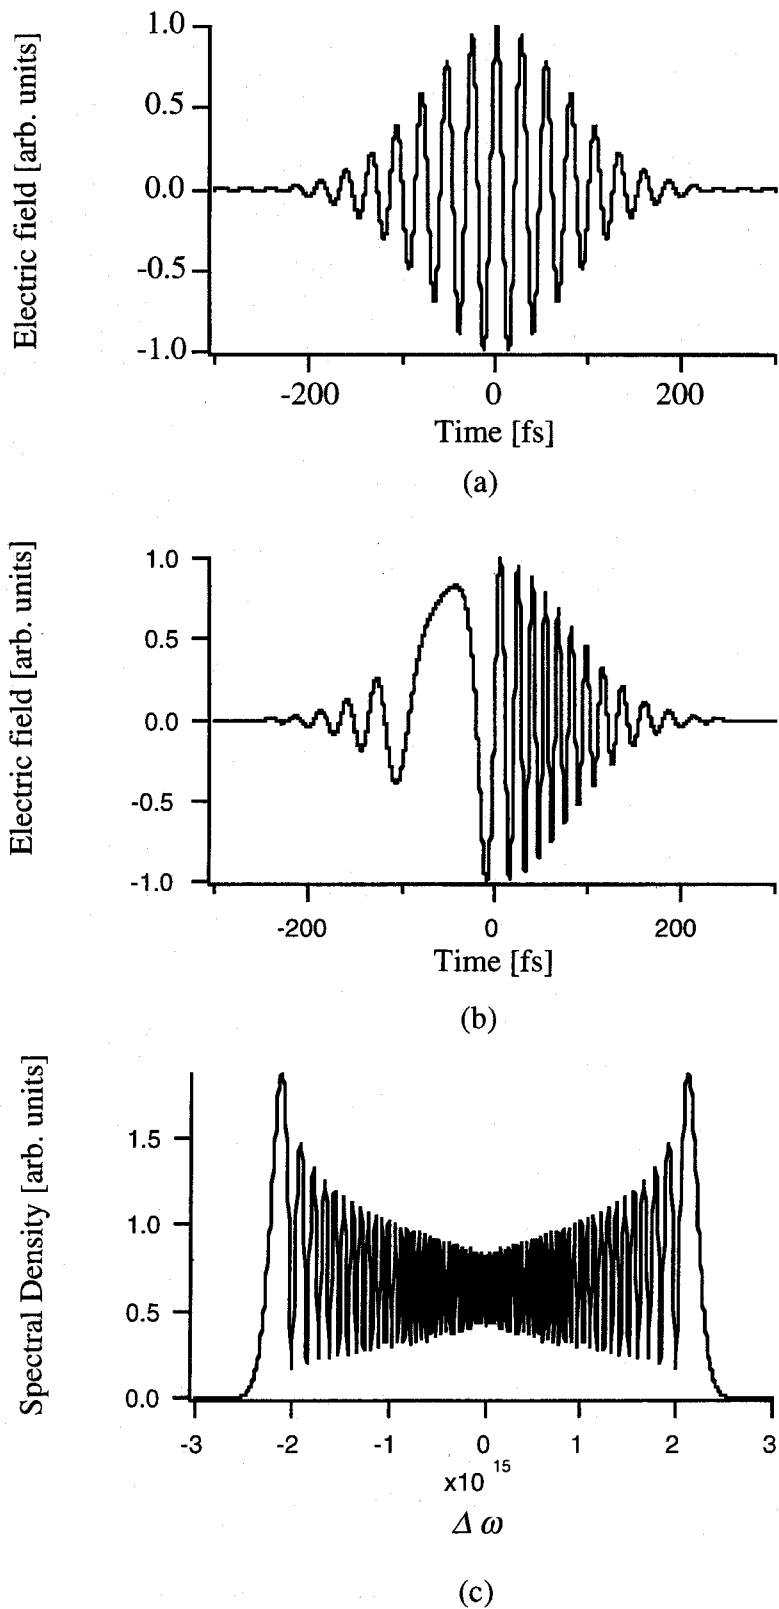 Electric field [arb. units]
1.0
0.5
0.0
-0.5
-1.0
-200
0
200
Time [fs]
(a)
Electric field [arb. units]
1.0
0.5
0.0
-0.5
-1.0
-200
0
200
Time [fs]
(b)
Spectral Density [arb. units]
1.5
1.0
0.5
0.0
-3
-2
-1
0
1
2
3
x10 15
Δ ω
(c)